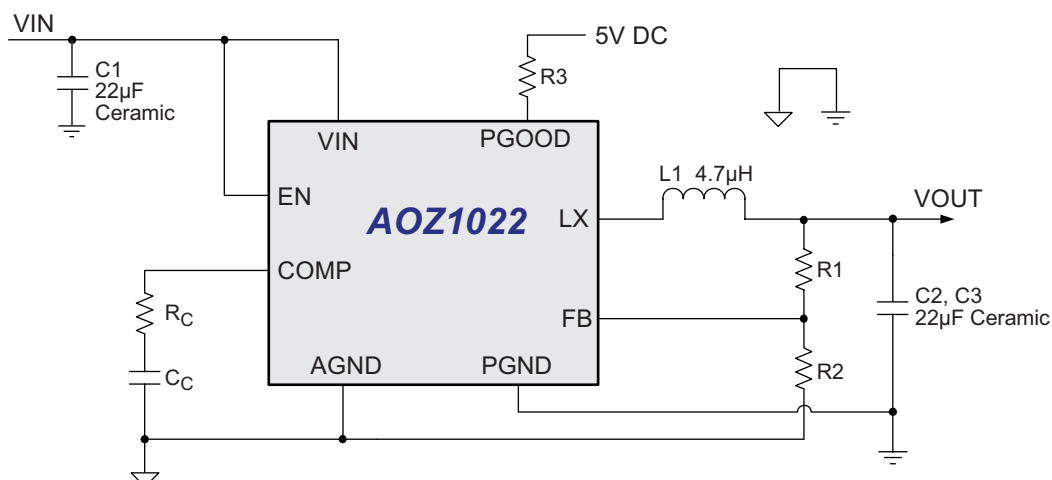 VIN
5V DC
C1
22µF
Ceramic
R3
VIN
PGOOD
L1 4.7µH
EN
VOUT
AOZ1022
LX
COMP
R1
C2, C3
22µF Ceramic
RC
FB
AGND
PGND
R2
CC